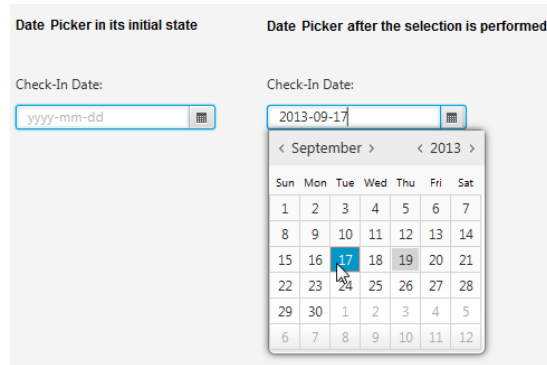 Date Picker in its initial state
Check-In Date:
yyyy-mm-dd
Date Picker after the selection is performed
Check-In Date:
2013-09-17
< September > < 2013 >
Sun Mon Tue Wed Thu Fri Sat
1 2 3 4 5 6 7
8 9 10 11 12 13 14
15 16 17 18 19 20 21
22 23 24 25 26 27 28
29 30 1 2 3 4 5
6 7 8 9 10 11 12